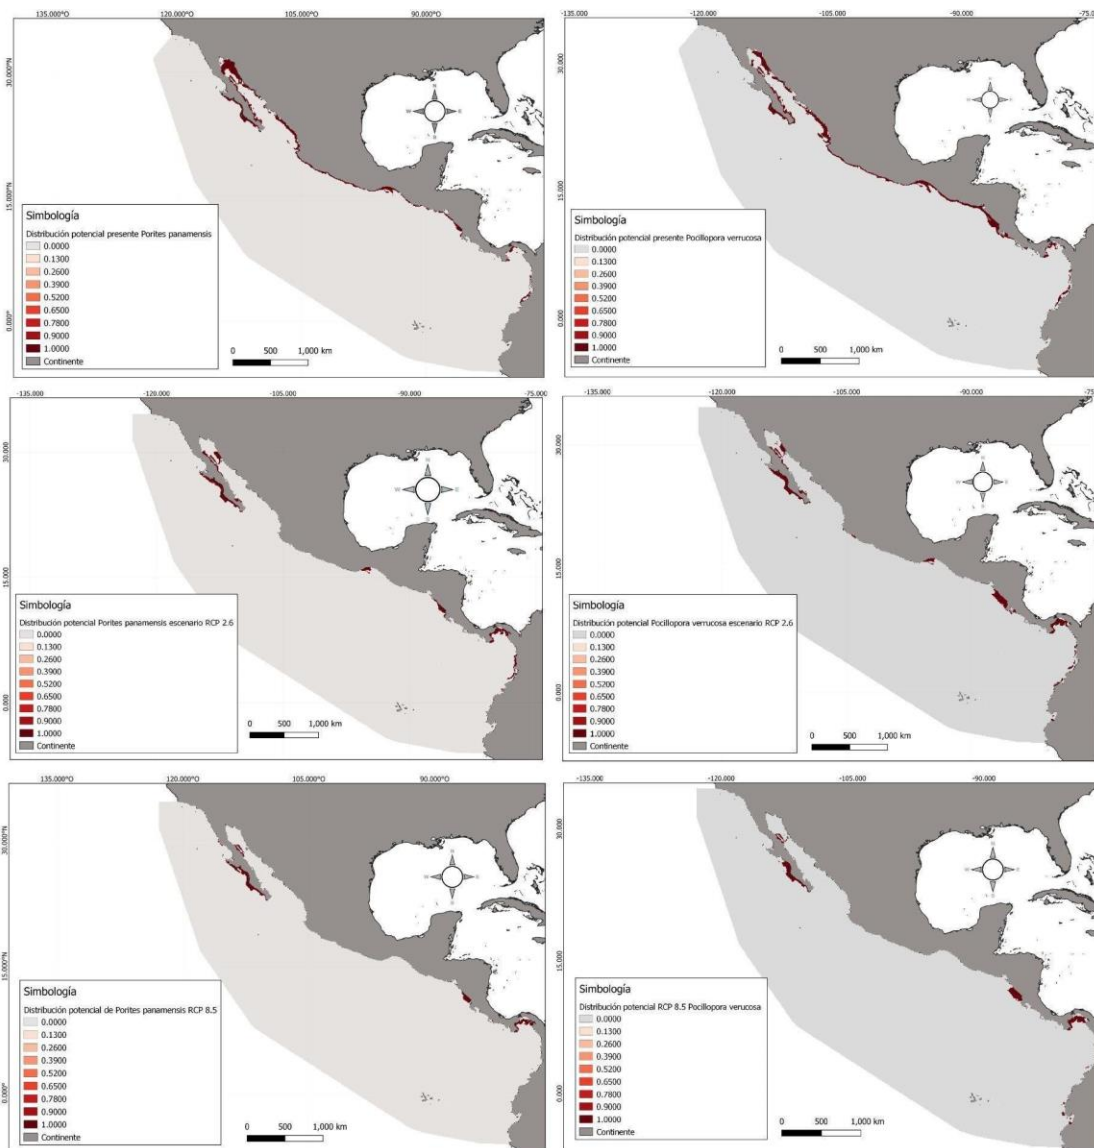 135.000°O 120.000°O 105.000°O 90.000°O
30.000°N
15.000°N
0.000°
Simbología
Distribución potencial presente Porites panamensis
0.0000
0.1300
0.2600
0.3900
0.5200
0.6500
0.7800
0.9000
1.0000
Continente
0 500 1,000 km
-120.000 -105.000 -90.000 -75.0
30.000
15.000
0.000
Simbología
Distribución potencial presente Pocillopora verrucosa
0.0000
0.1300
0.2600
0.3900
0.5200
0.6500
0.7800
0.9000
1.0000
Continente
0 500 1,000 km
-120.000 -105.000 -90.000 -75.000
30.000
15.000
0.000
Simbología
Distribución potencial Porites panamensis escenario RCP 2.6
0.0000
0.1300
0.2600
0.3900
0.5200
0.6500
0.7800
0.9000
1.0000
Continente
0 500 1,000 km
-120.000 -105.000 -90.000 -75
30.000
15.000
0.000
Simbología
Distribución potencial Pocillopora verrucosa escenario RCP 2.6
0.0000
0.1300
0.2600
0.3900
0.5200
0.6500
0.7800
0.9000
1.0000
Continente
0 500 1,000 km
135.000°O 120.000°O 105.000°O 90.000°O
30.000°N
15.000°N
0.000°
Simbología
Distribución potencial de Porites panamensis RCP 8.5
0.0000
0.1300
0.2600
0.3900
0.5200
0.6500
0.7800
0.9000
1.0000
Continente
0 500 1,000 km
-135.000 -120.000 -105.000 -90.000
30.000
15.000
0.000
Simbología
Distribución potencial RCP 8.5 Pocillopora verucosa
0.0000
0.1300
0.2600
0.3900
0.5200
0.6500
0.7800
0.9000
1.0000
Continente
0 500 1,000 km